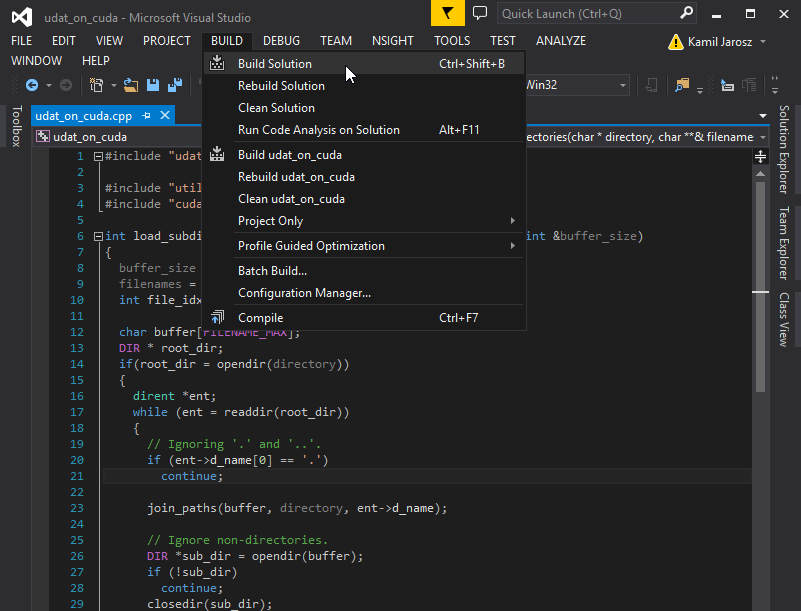 udat_on_cuda - Microsoft Visual Studio
Quick Launch (Ctrl+Q)
FILE EDIT VIEW PROJECT BUILD DEBUG TEAM NSIGHT TOOLS TEST ANALYZE
Kamil Jarosz
WINDOW HELP
Build Solution Ctrl+Shift+B
Rebuild Solution
Clean Solution
Run Code Analysis on Solution Alt+F11
Build udat_on_cuda
Rebuild udat_on_cuda
Clean udat_on_cuda
Project Only
Profile Guided Optimization
Batch Build...
Configuration Manager...
Compile Ctrl+F7
Win32
Toolbox
udat_on_cuda.cpp
udat_on_cuda
ectories(char * directory, char **& filename
Solution Explorer
Team Explorer
Class View
1 #include "udat
2
3 #include "util
4 #include "cuda
5
6 int load_subdi int &buffer_size)
7 {
8 buffer_size
9 filenames =
10 int file_idx
11
12 char buffer[FILENAME_MAX];
13 DIR * root_dir;
14 if(root_dir = opendir(directory))
15 {
16 dirent *ent;
17 while (ent = readdir(root_dir))
18 {
19 // Ignoring '.' and '..'.
20 if (ent->d_name[0] == '.')
21 continue;
22
23 join_paths(buffer, directory, ent->d_name);
24
25 // Ignore non-directories.
26 DIR *sub_dir = opendir(buffer);
27 if (!sub_dir)
28 continue;
29 closedir(sub_dir);